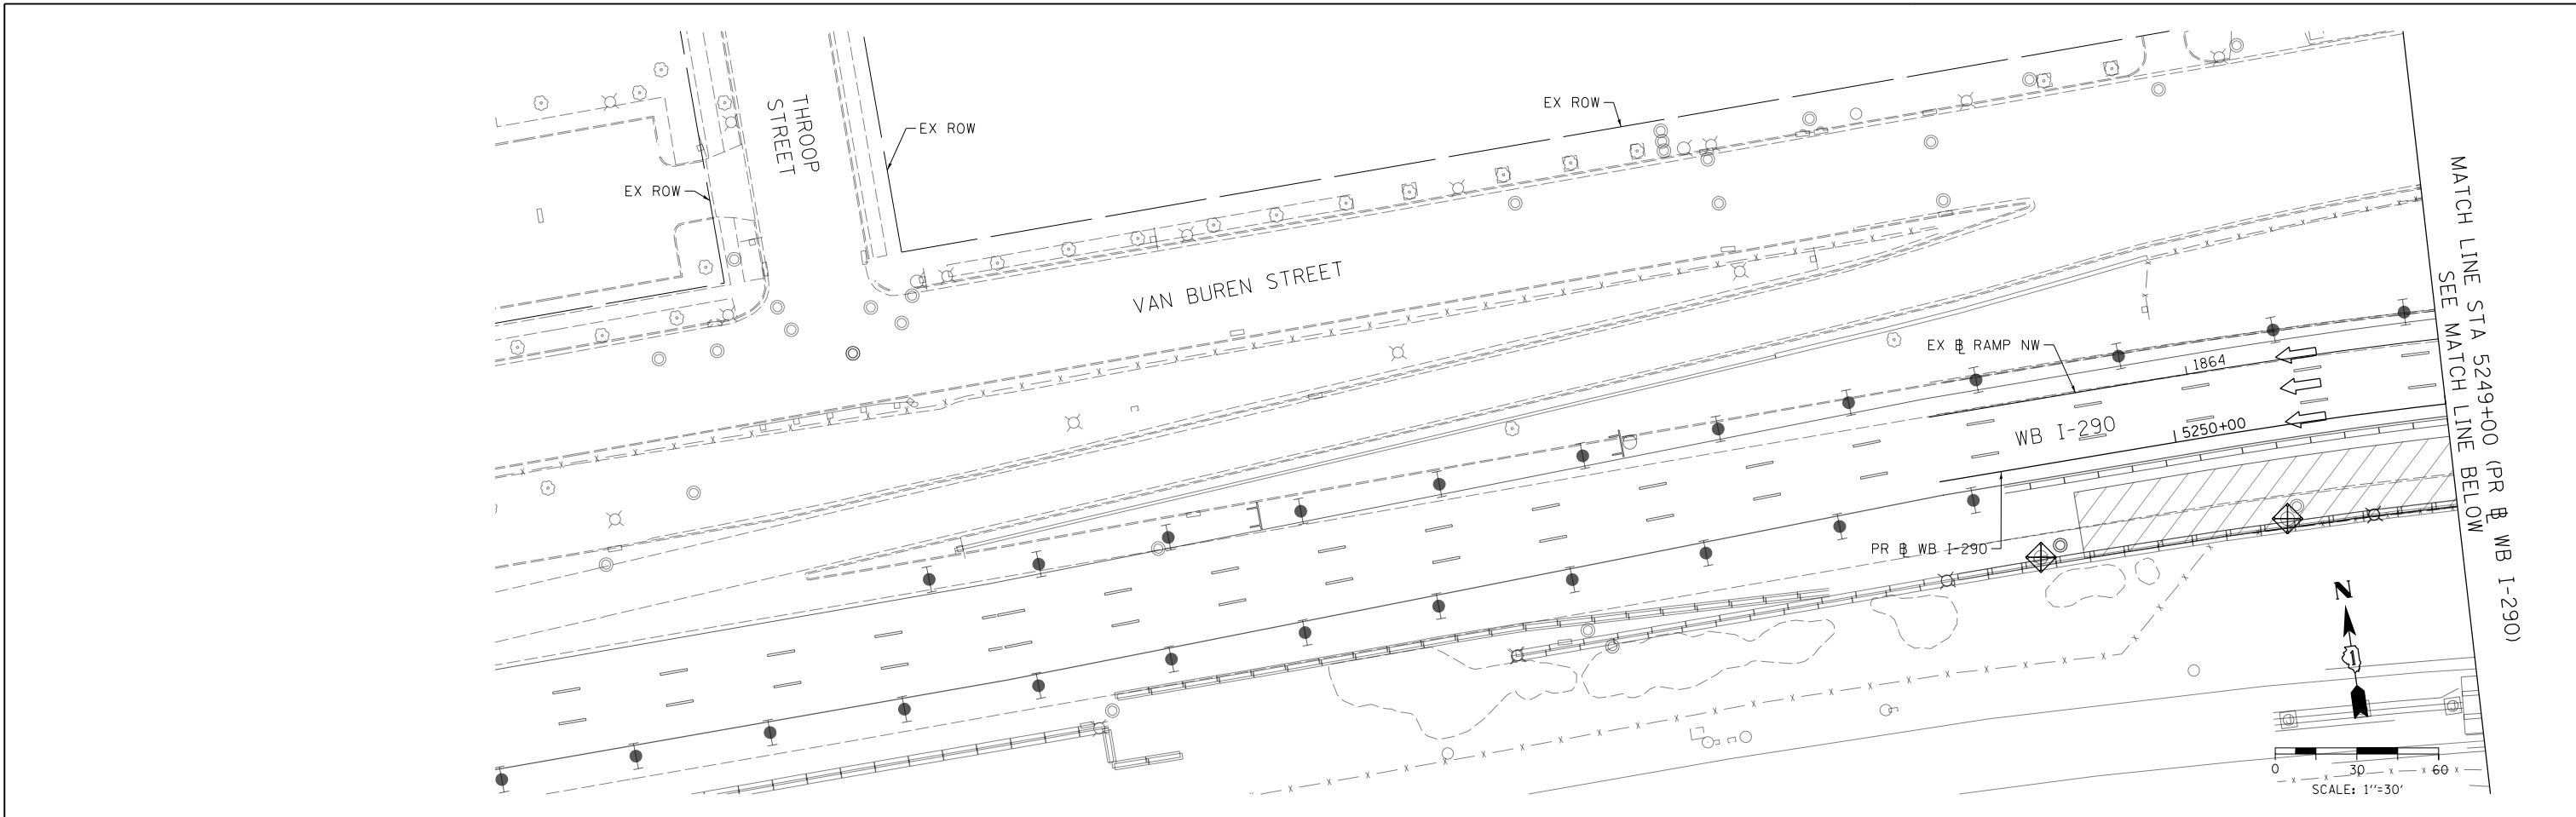 THROOP
STREET
EX ROW
EX ROW
EX ROW
VAN BUREN STREET
EX ⅊ RAMP NW
1864
WB I-290
5250+00
PR ⅊ WB I-290
MATCH LINE STA 5249+00 (PR ⅊ WB I-290)
SEE MATCH LINE BELOW
N
0 30 60
SCALE: 1''=30'